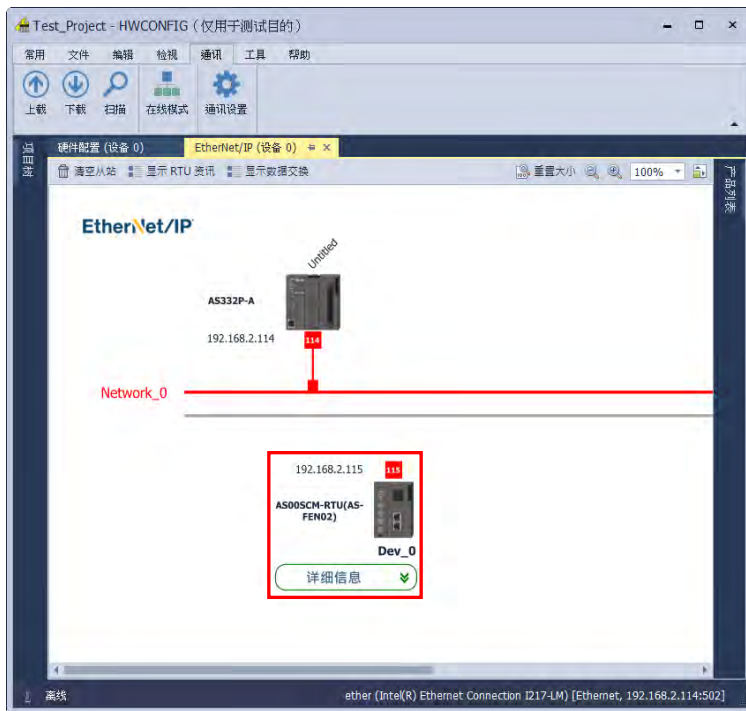 Test_Project - HWCONFIG（仅用于测试目的）
常用 文件 编辑 检视 通讯 工具 帮助
上载 下载 扫描 在线模式 通讯设置
项目树
硬件配置 (设备 0) EtherNet/IP (设备 0)
清空从站 显示 RTU 资讯 显示数据交换 重置大小 100%
产品列表
EtherNet/IP
Untitled
AS332P-A
192.168.2.114
114
Network_0
192.168.2.115
115
AS00SCM-RTU(AS-
FEN02)
Dev_0
详细信息
离线 ether (Intel(R) Ethernet Connection I217-LM) [Ethernet, 192.168.2.114:502]